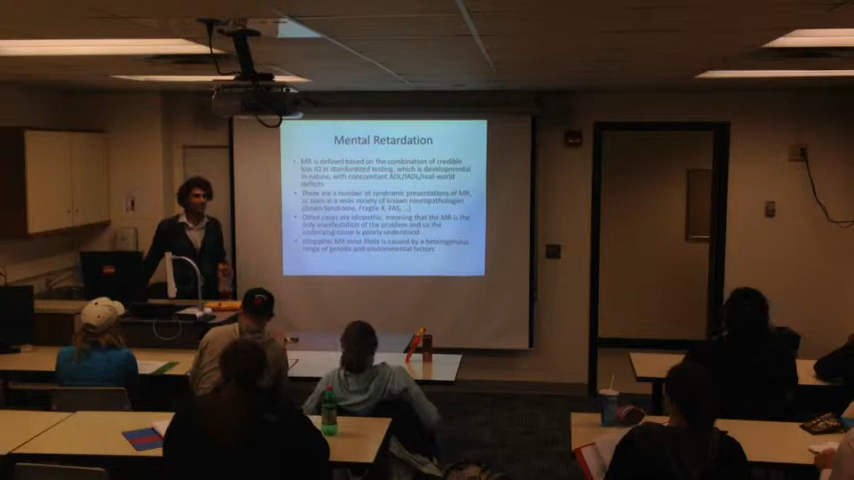 Mental Retardation
• MR is defined based on the combination of credible
low IQ in standardized testing, which is developmental
in nature, with concomitant ADL/IADL/real-world
deficits
• There are a number of syndromic presentations of MR,
as seen in a wide variety of known neuropathologies
(Down Syndrome, Fragile X, FAS, ...)
• Other cases are idiopathic, meaning that the MR is the
only manifestation of the problem and so the
underlying cause is poorly understood
• Idiopathic MR most likely is caused by a heterogenous
range of genetic and environmental factors